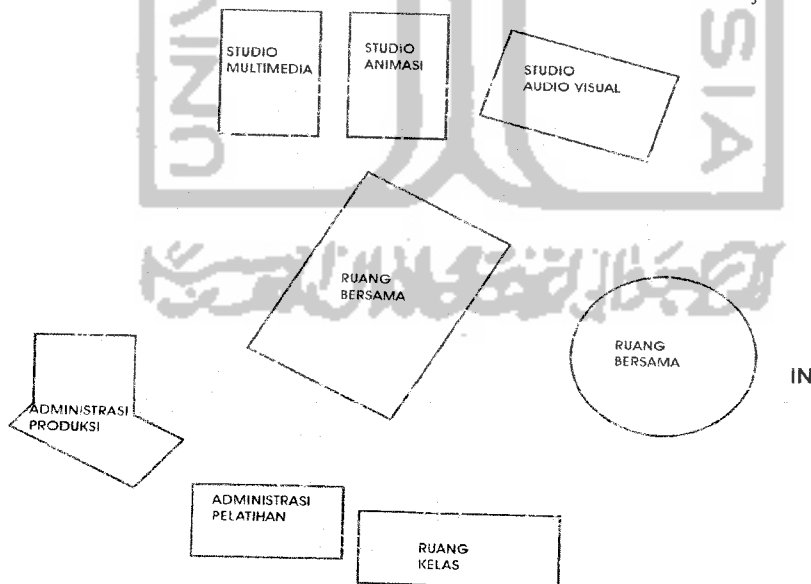 STUDIO
MULTIMEDIA
STUDIO
ANIMASI
STUDIO
AUDIO VISUAL
RUANG
BERSAMA
RUANG
BERSAMA
IN
ADMINISTRASI
PRODUKSI
ADMINISTRASI
PELATIHAN
RUANG
KELAS